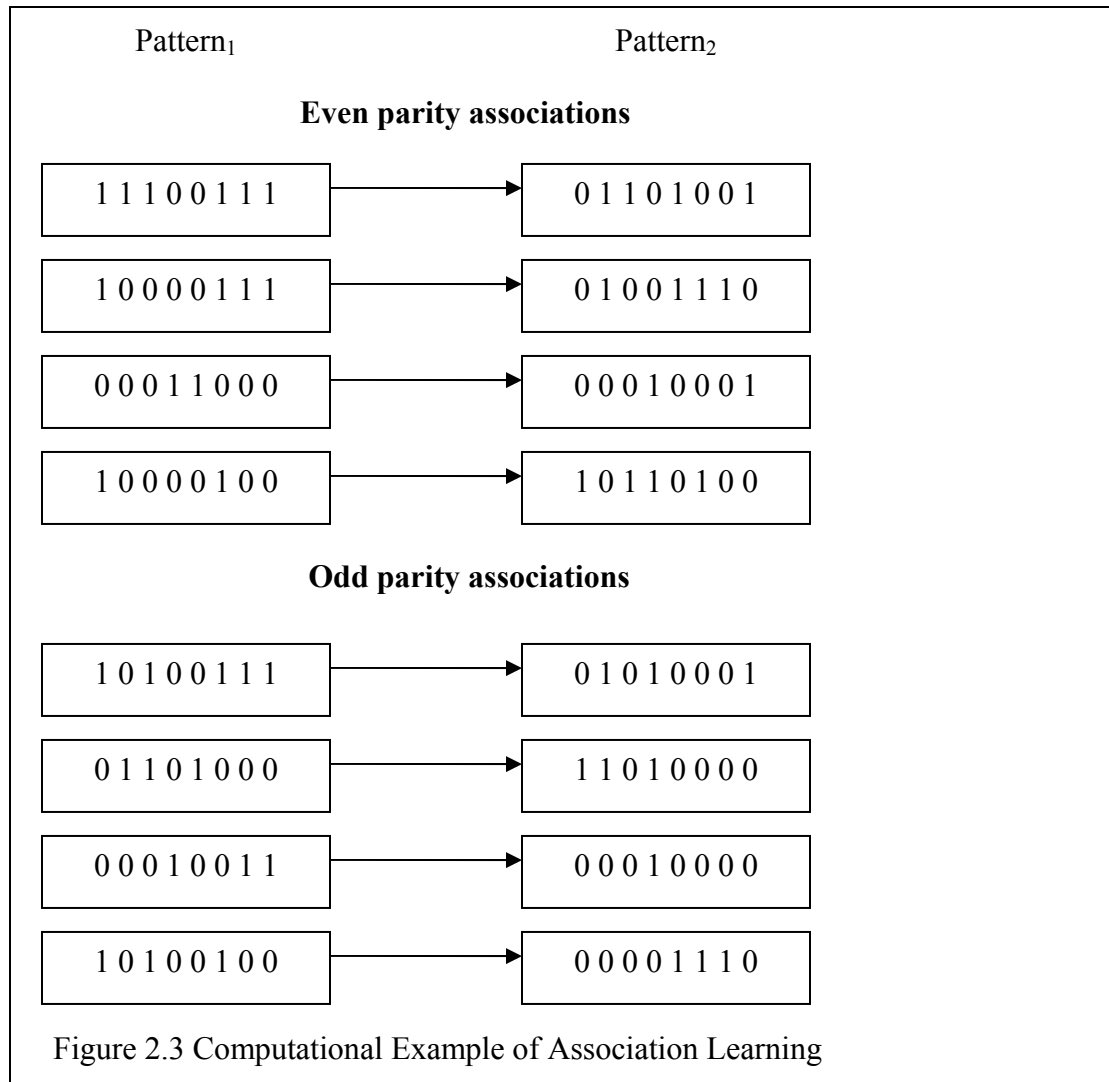 Pattern₁ Pattern₂
Even parity associations
1 1 1 0 0 1 1 1 0 1 1 0 1 0 0 1
1 0 0 0 0 1 1 1 0 1 0 0 1 1 1 0
0 0 0 1 1 0 0 0 0 0 0 1 0 0 0 1
1 0 0 0 0 1 0 0 1 0 1 1 0 1 0 0
Odd parity associations
1 0 1 0 0 1 1 1 0 1 0 1 0 0 0 1
0 1 1 0 1 0 0 0 1 1 0 1 0 0 0 0
0 0 0 1 0 0 1 1 0 0 0 1 0 0 0 0
1 0 1 0 0 1 0 0 0 0 0 0 1 1 1 0
Figure 2.3 Computational Example of Association Learning